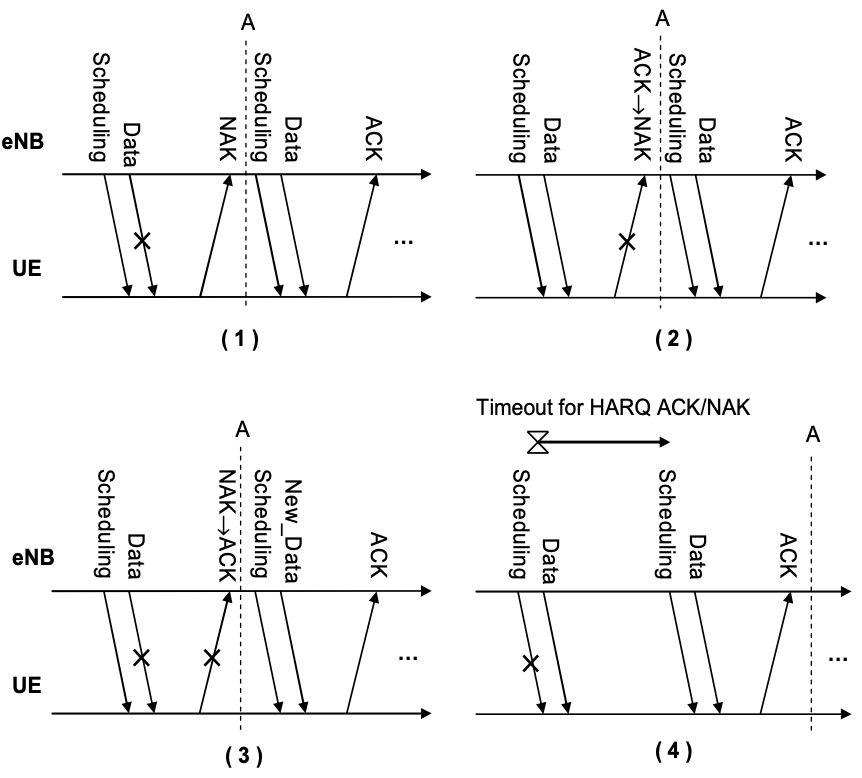 A
Scheduling
Data
NAK
Scheduling
Data
ACK
eNB
UE
...
( 1 )
A
Scheduling
Data
ACK→NAK
Scheduling
Data
ACK
...
( 2 )
A
Scheduling
Data
NAK→ACK
Scheduling
New_Data
ACK
eNB
UE
...
( 3 )
Timeout for HARQ ACK/NAK
A
Scheduling
Data
Scheduling
Data
ACK
...
( 4 )